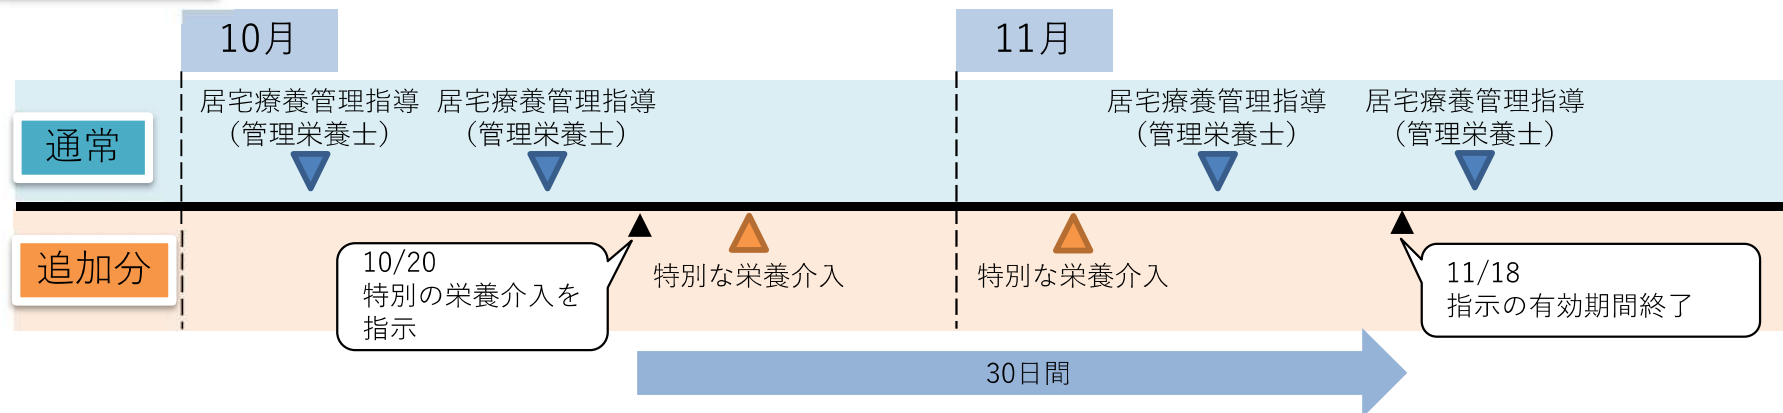 10月
11月
通常
居宅療養管理指導
（管理栄養士）
居宅療養管理指導
（管理栄養士）
居宅療養管理指導
（管理栄養士）
居宅療養管理指導
（管理栄養士）
追加分
10/20
特別の栄養介入を
指示
特別な栄養介入
特別な栄養介入
11/18
指示の有効期間終了
30日間